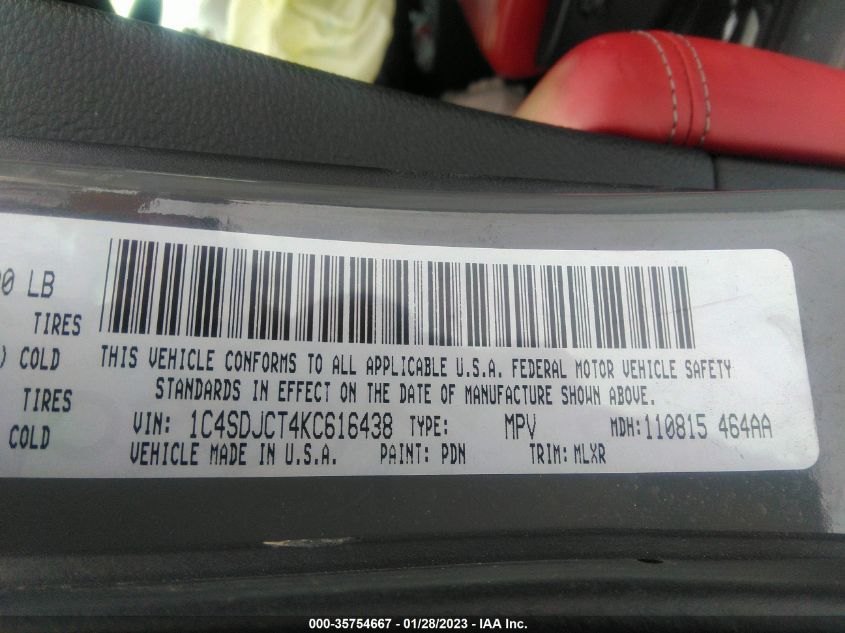 00 LB
TIRES
) COLD
TIRES
COLD
THIS VEHICLE CONFORMS TO ALL APPLICABLE U.S.A. FEDERAL MOTOR VEHICLE SAFETY
STANDARDS IN EFFECT ON THE DATE OF MANUFACTURE SHOWN ABOVE.
VIN: 1C4SDJCT4KC616438 TYPE: MPV MDH:110815 464AA
VEHICLE MADE IN U.S.A. PAINT: PDN TRIM: MLXR
000-35754667 - 01/28/2023 - IAA Inc.